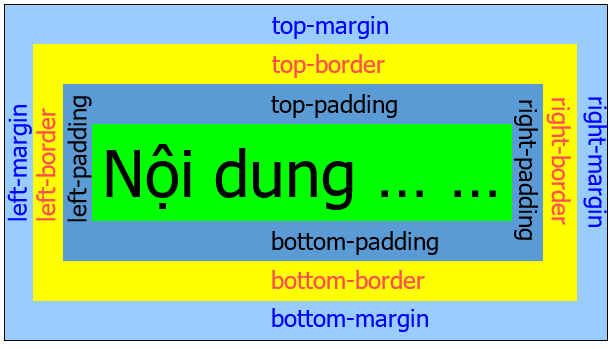 top-margin
top-border
top-padding
left-margin
left-border
left-padding
Nội dung ... ...
right-padding
right-border
right-margin
bottom-padding
bottom-border
bottom-margin